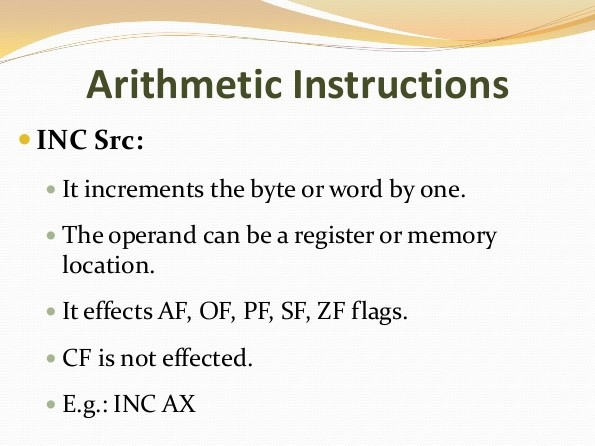 Arithmetic Instructions
• INC Src:
• It increments the byte or word by one.
• The operand can be a register or memory
location.
• It effects AF, OF, PF, SF, ZF flags.
• CF is not effected.
• E.g.: INC AX